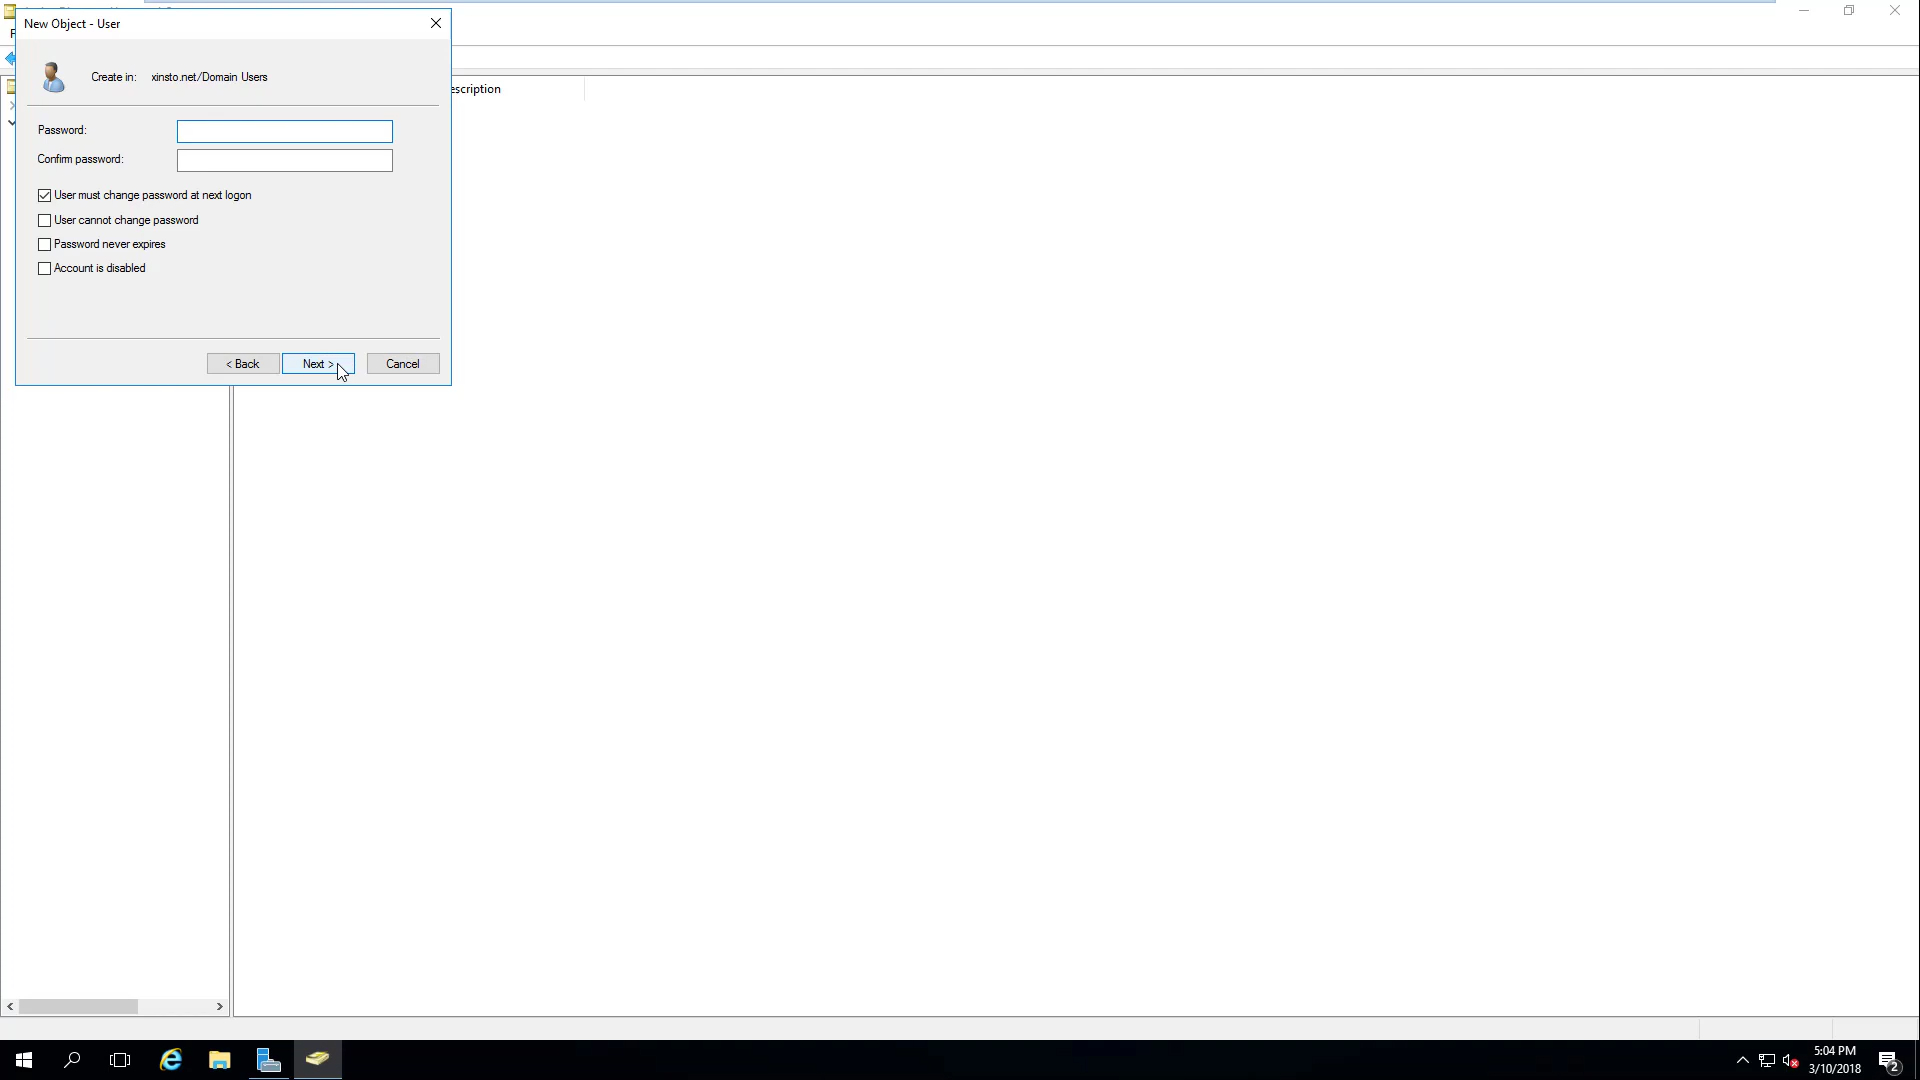 New Object - User
Create in: xinsto.net/Domain Users
escription
Password:
Confirm password:
User must change password at next logon
User cannot change password
Password never expires
Account is disabled
< Back
Next >
Cancel
5:04 PM
3/10/2018
2